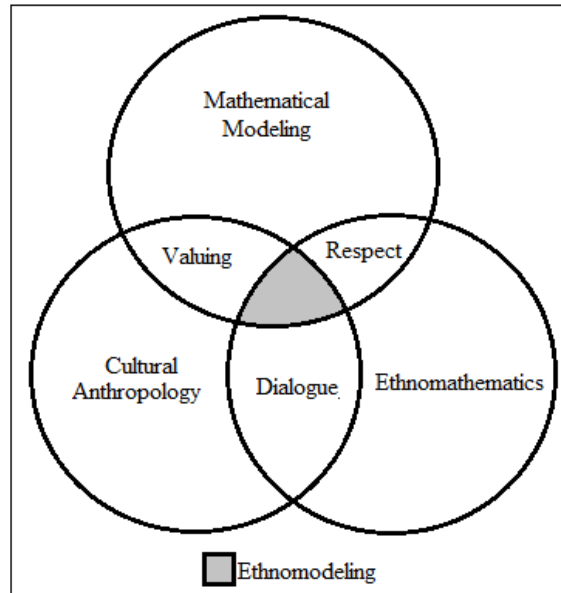 Mathematical
Modeling
Valuing
Respect
Cultural
Anthropology
Dialogue
Ethnomathematics
Ethnomodeling